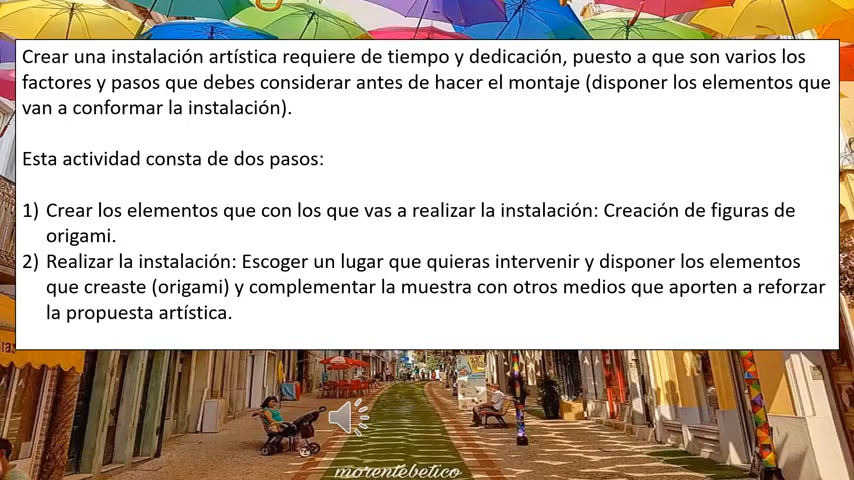 Crear una instalación artística requiere de tiempo y dedicación, puesto a que son varios los
factores y pasos que debes considerar antes de hacer el montaje (disponer los elementos que
van a conformar la instalación).
Esta actividad consta de dos pasos:
1) Crear los elementos que con los que vas a realizar la instalación: Creación de figuras de
origami.
2) Realizar la instalación: Escoger un lugar que quieras intervenir y disponer los elementos
que creaste (origami) y complementar la muestra con otros medios que aporten a reforzar
la propuesta artística.
morentebetico